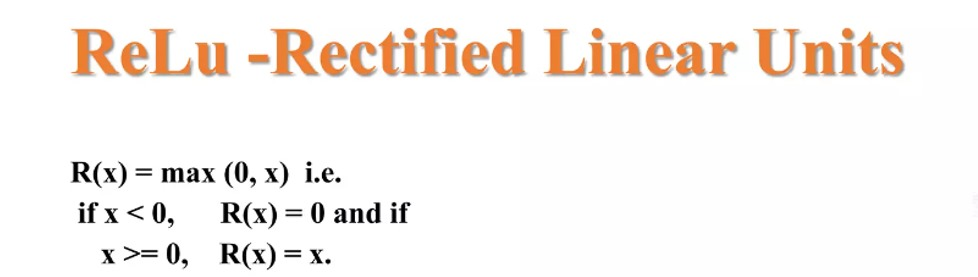 ReLu -Rectified Linear Units
R(x) = max (0, x) i.e.
if x < 0, R(x) = 0 and if
x >= 0, R(x) = x.